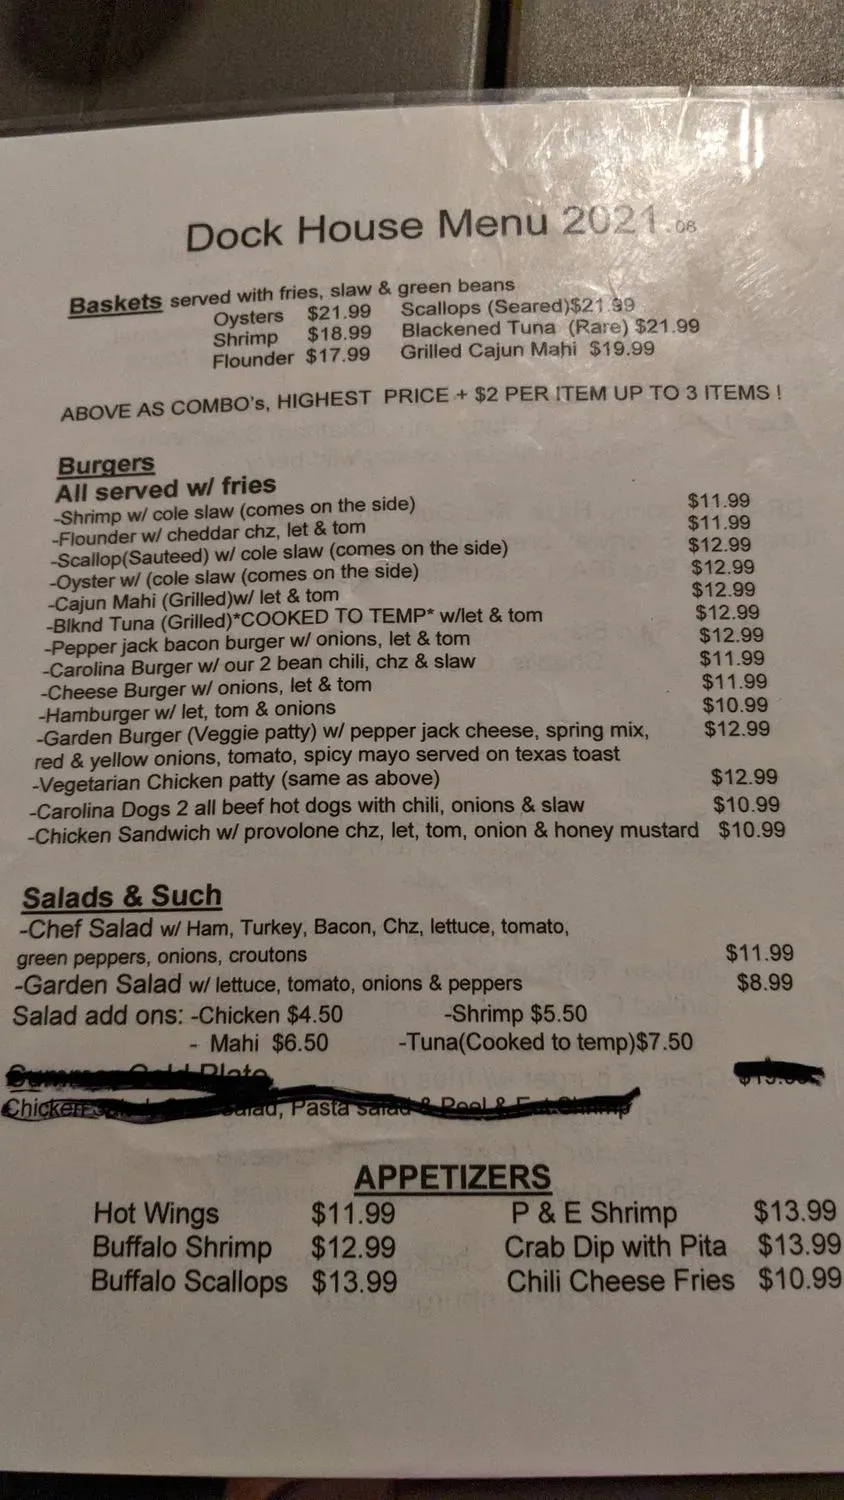 Dock House Menu 2021.08
Baskets served with fries, slaw & green beans
Oysters $21.99 Scallops (Seared)$21.99
Shrimp $18.99 Blackened Tuna (Rare) $21.99
Flounder $17.99 Grilled Cajun Mahi $19.99
ABOVE AS COMBO's, HIGHEST PRICE + $2 PER ITEM UP TO 3 ITEMS !
Burgers
All served w/ fries
-Shrimp w/ cole slaw (comes on the side) $11.99
-Flounder w/ cheddar chz, let & tom $11.99
-Scallop(Sauteed) w/ cole slaw (comes on the side) $12.99
-Oyster w/ (cole slaw (comes on the side) $12.99
-Cajun Mahi (Grilled)w/ let & tom $12.99
-Blknd Tuna (Grilled)*COOKED TO TEMP* w/let & tom $12.99
-Pepper jack bacon burger w/ onions, let & tom $12.99
-Carolina Burger w/ our 2 bean chili, chz & slaw $11.99
-Cheese Burger w/ onions, let & tom $11.99
-Hamburger w/ let, tom & onions $10.99
-Garden Burger (Veggie patty) w/ pepper jack cheese, spring mix, $12.99
red & yellow onions, tomato, spicy mayo served on texas toast
-Vegetarian Chicken patty (same as above) $12.99
-Carolina Dogs 2 all beef hot dogs with chili, onions & slaw $10.99
-Chicken Sandwich w/ provolone chz, let, tom, onion & honey mustard $10.99
Salads & Such
-Chef Salad w/ Ham, Turkey, Bacon, Chz, lettuce, tomato,
green peppers, onions, croutons $11.99
-Garden Salad w/ lettuce, tomato, onions & peppers $8.99
Salad add ons: -Chicken $4.50 -Shrimp $5.50
- Mahi $6.50 -Tuna(Cooked to temp)$7.50
Plate
Chicken Salad, Pasta salad & Peel & Eat Shrimp
APPETIZERS
Hot Wings $11.99 P & E Shrimp $13.99
Buffalo Shrimp $12.99 Crab Dip with Pita $13.99
Buffalo Scallops $13.99 Chili Cheese Fries $10.99